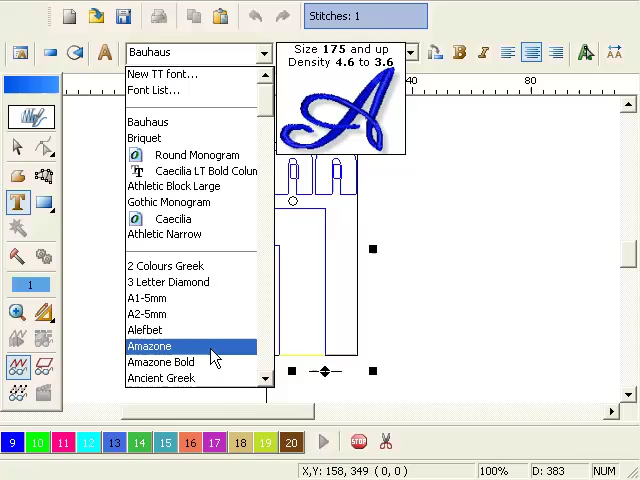 Stitches: 1
Bauhaus
Size 175 and up
Density 4.6 to 3.6
A
New TT font...
Font List...
Bauhaus
Briquet
Round Monogram
Caecilia LT Bold Colun
Athletic Block Large
Gothic Monogram
Caecilia
Athletic Narrow
2 Colours Greek
3 Letter Diamond
A1-5mm
A2-5mm
Alefbet
Amazone
Amazone Bold
Ancient Greek
40
80
1
9 10 11 12 13 14 15 16 17 18 19 20
STOP
X,Y: 158, 349 ( 0, 0 )
100%
D: 383
NUM